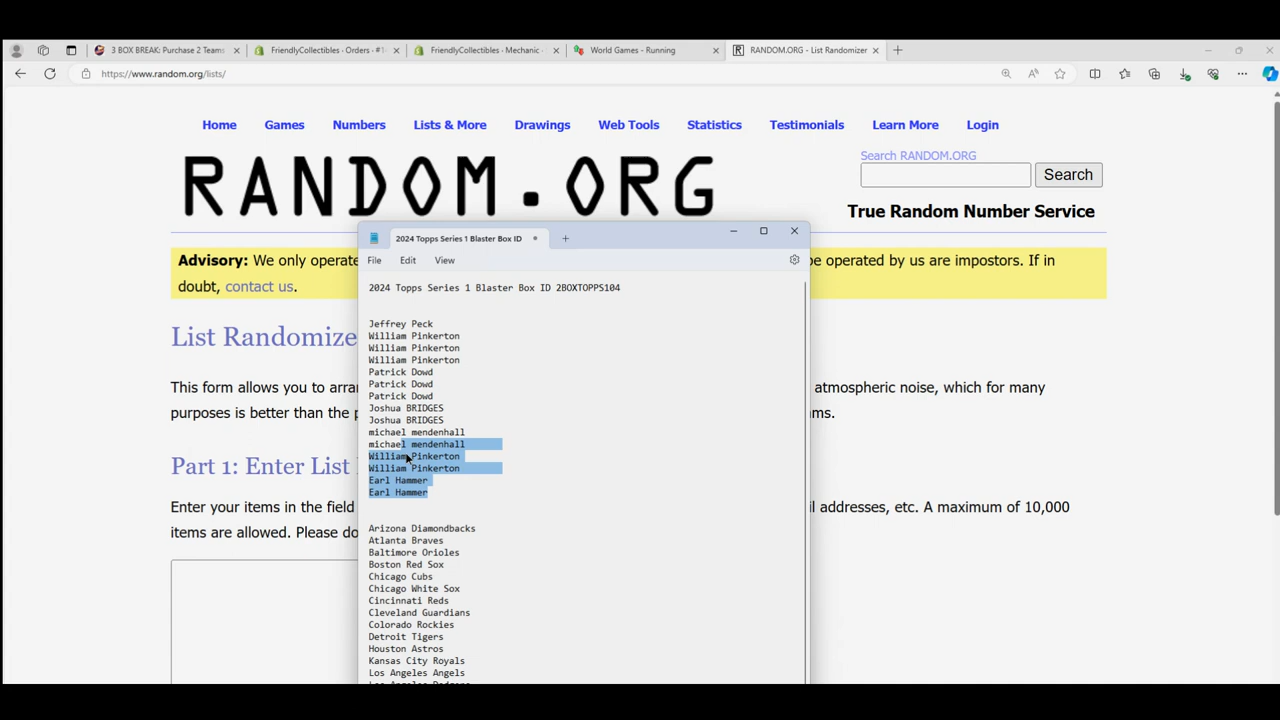 3 BOX BREAK: Purchase 2 Teams
FriendlyCollectibles - Orders - #1
FriendlyCollectibles - Mechanic -
World Games - Running
RANDOM.ORG - List Randomizer
https://www.random.org/lists/
Home Games Numbers Lists & More Drawings Web Tools Statistics Testimonials Learn More Login
RANDOM.ORG
Search RANDOM.ORG
Search
True Random Number Service
Advisory: We only operate
be operated by us are impostors. If in
doubt, contact us.
2024 Topps Series 1 Blaster Box ID
File Edit View
2024 Topps Series 1 Blaster Box ID 2BOXTOPPS104
Jeffrey Peck
William Pinkerton
William Pinkerton
William Pinkerton
Patrick Dowd
Patrick Dowd
Patrick Dowd
Joshua BRIDGES
Joshua BRIDGES
michael mendenhall
michael mendenhall
William Pinkerton
William Pinkerton
Earl Hammer
Earl Hammer
Arizona Diamondbacks
Atlanta Braves
Baltimore Orioles
Boston Red Sox
Chicago Cubs
Chicago White Sox
Cincinnati Reds
Cleveland Guardians
Colorado Rockies
Detroit Tigers
Houston Astros
Kansas City Royals
Los Angeles Angels
List Randomize
This form allows you to arra
atmospheric noise, which for many
purposes is better than the p
ms.
Part 1: Enter List
Enter your items in the field
il addresses, etc. A maximum of 10,000
items are allowed. Please do